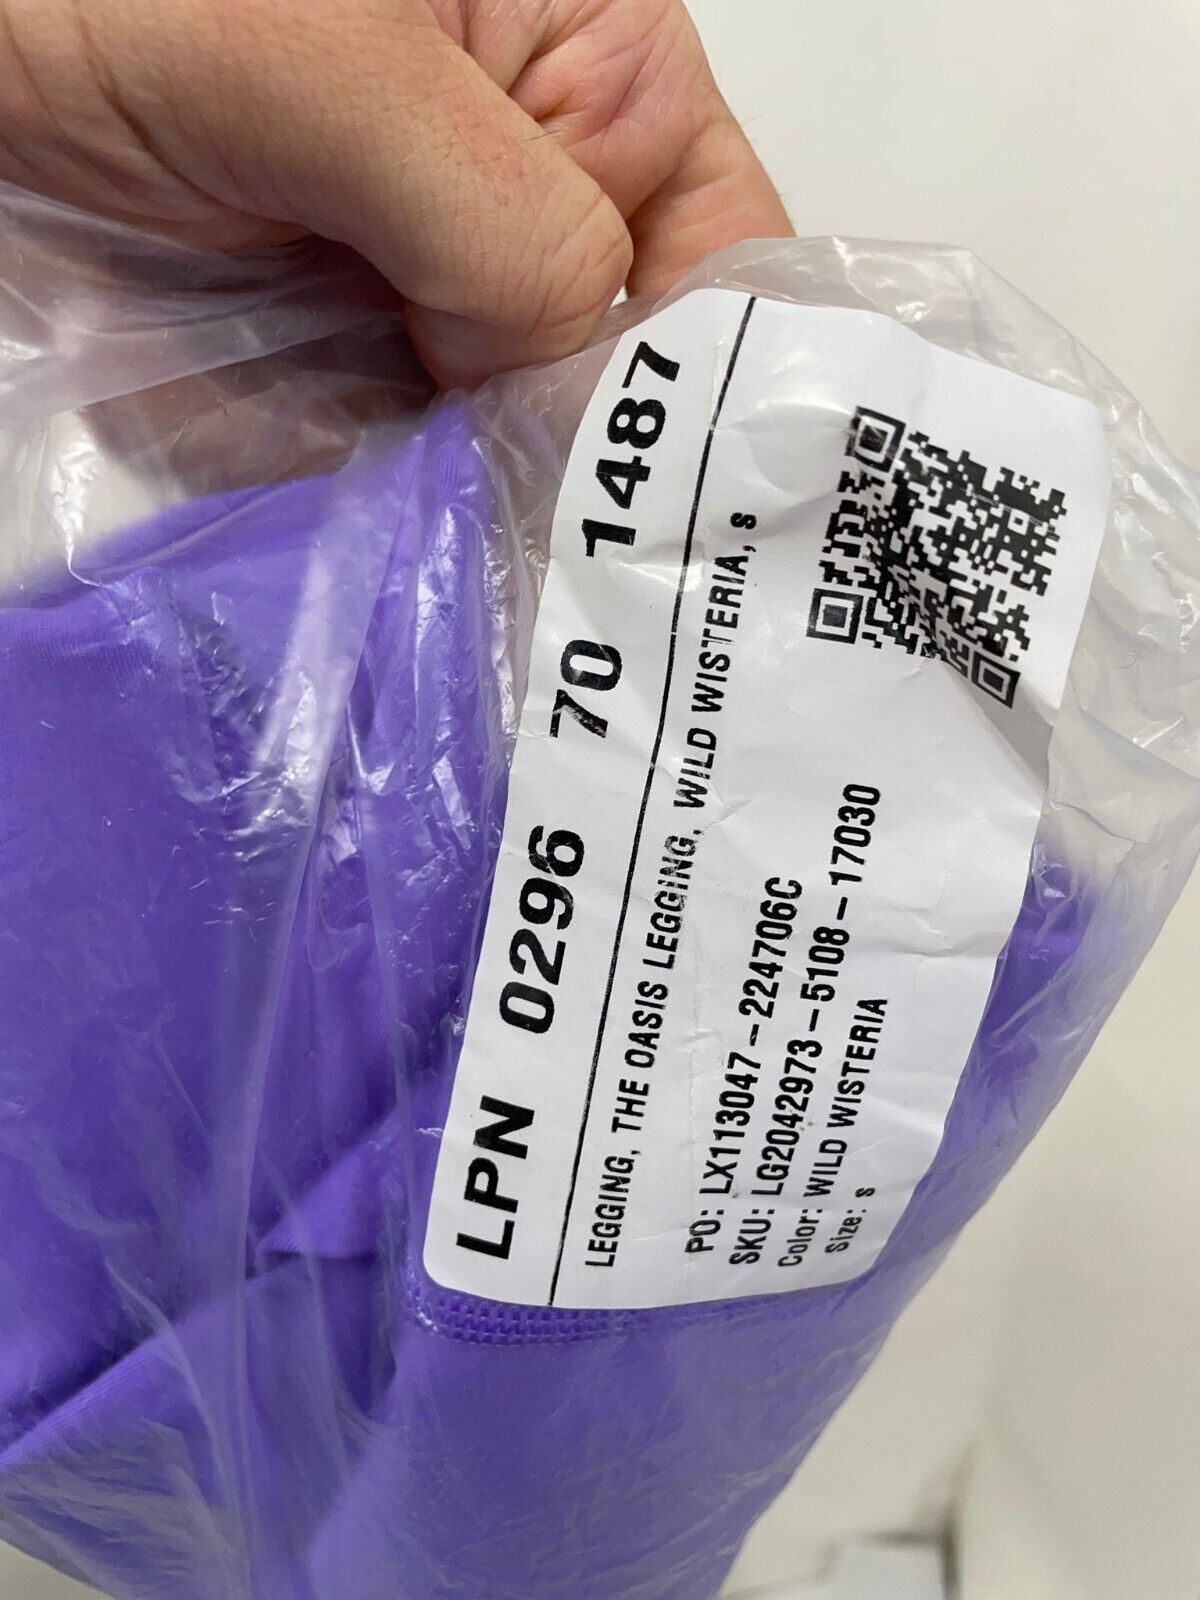 LPN 0296 70 1487
LEGGING, THE OASIS LEGGING, WILD WISTERIA, s
PO: LX113047-224706C
SKU: LG2042973-5108-17030
Color: WILD WISTERIA
Size: s